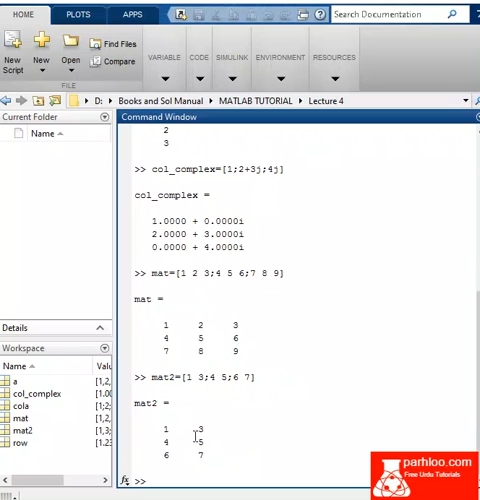 HOME PLOTS APPS Search Documentation
New Script
New
Open
Find Files
Compare
FILE
VARIABLE CODE SIMULINK ENVIRONMENT RESOURCES
D: Books and Sol Manual MATLAB TUTORIAL Lecture 4
Current Folder
Name
Command Window
2
3
>> col_complex=[1;2+3j;4j]
col_complex =
1.0000 + 0.0000i
2.0000 + 3.0000i
0.0000 + 4.0000i
>> mat=[1 2 3;4 5 6;7 8 9]
mat =
1 2 3
4 5 6
7 8 9
>> mat2=[1 3;4 5;6 7]
mat2 =
1 3
4 5
6 7
>>
fx
Details
Workspace
Name Valu
a [1,2,
col_complex [1.00
cola [1;2;
mat [1,2,
mat2 [1,3;
row [1.23
parhloo.com
Free Urdu Tutorials